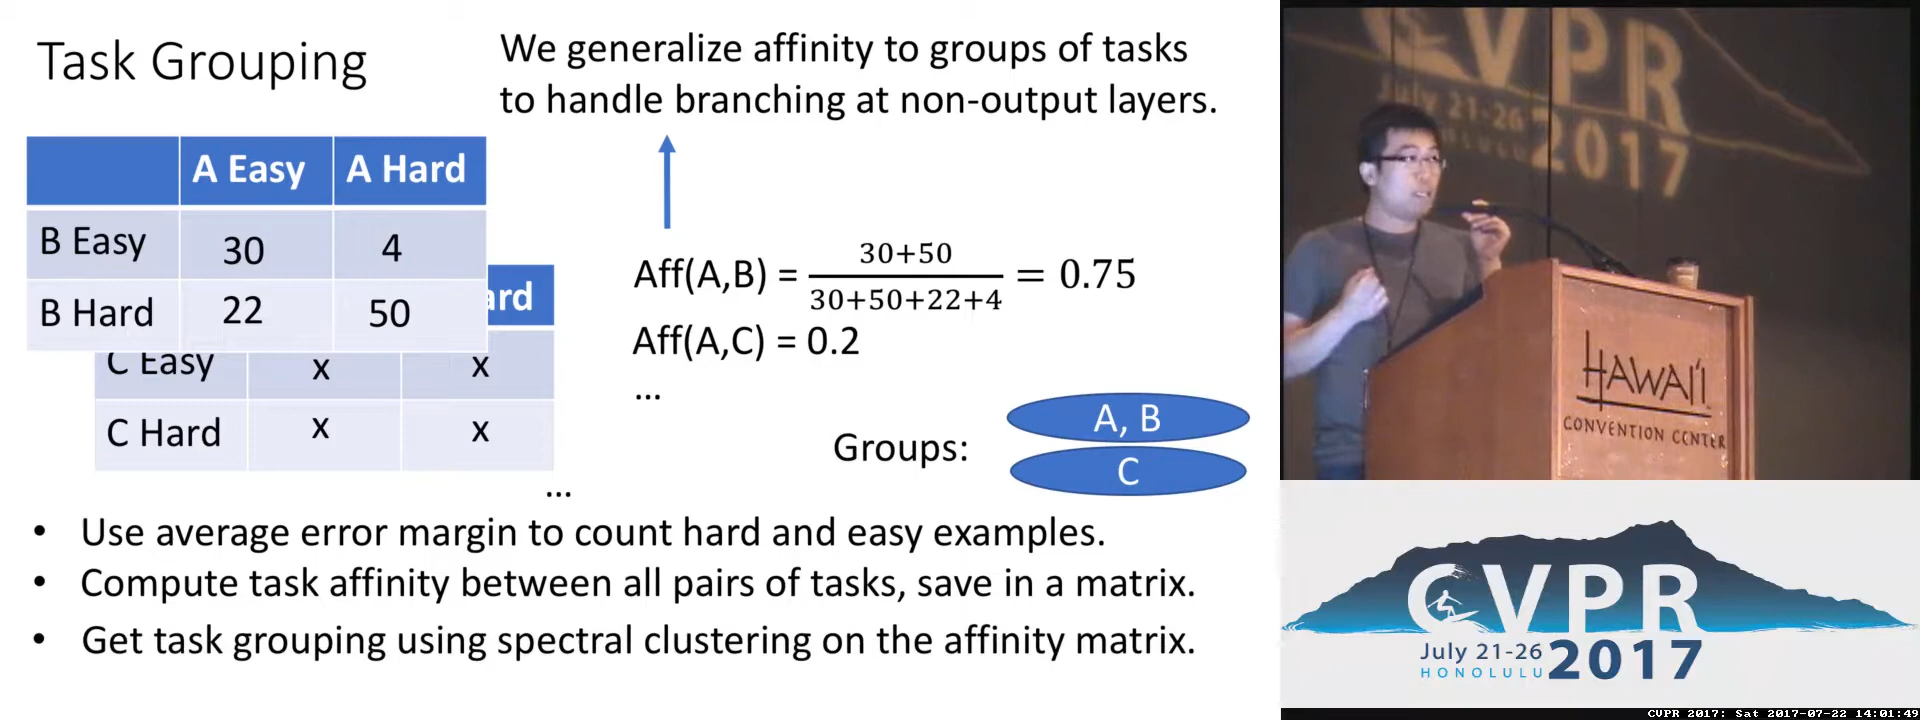 Task Grouping
We generalize affinity to groups of tasks
to handle branching at non-output layers.
A Easy A Hard
B Easy 30 4
B Hard 22 50
C Easy x x
C Hard x x
...
Aff(A,B) = 30+50 / 30+50+22+4 = 0.75
Aff(A,C) = 0.2
...
Groups:
A, B
C
• Use average error margin to count hard and easy examples.
• Compute task affinity between all pairs of tasks, save in a matrix.
• Get task grouping using spectral clustering on the affinity matrix.
CVPR
July 21-26
HONOLULU 2017
HAWAI'I
CONVENTION CENTER
CVPR
July 21-26
HONOLULU 2017
CVPR 2017: Sat 2017-07-22 14:01:49